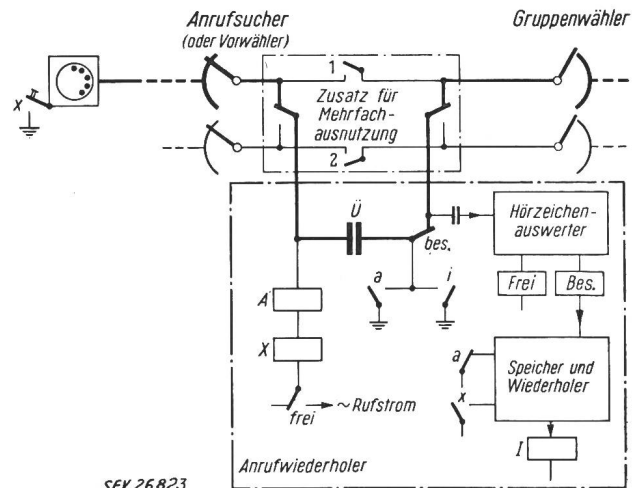 Anrufsucher
(oder Vorwähler)
Gruppenwähler
1
x
Zusatz für
Mehrfach-
ausnutzung
2
Ü
bes.
Hörzeichen-
auswerter
a
i
Frei
Bes.
A
X
a
x
Speicher und
Wiederholer
frei
~Rufstrom
I
Anrufwiederholer
SEV 26823